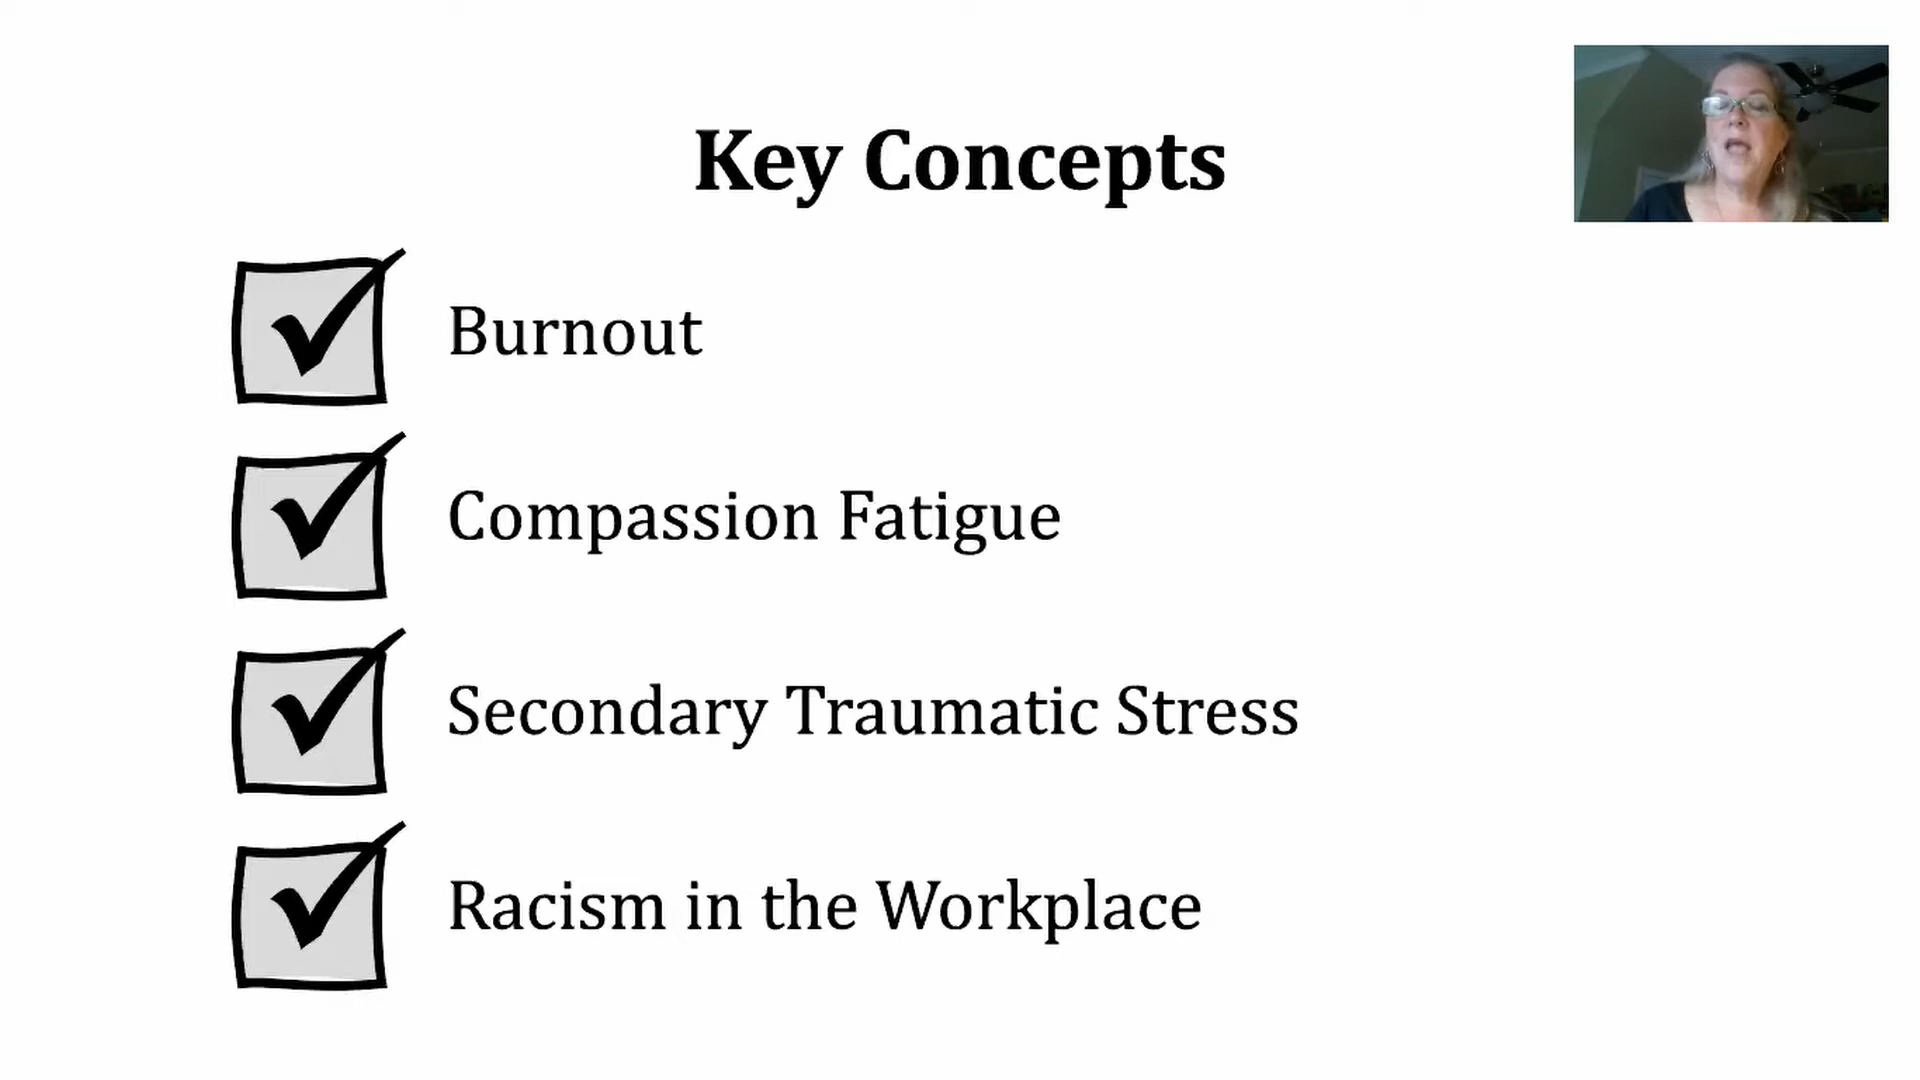 Key Concepts
Burnout
Compassion Fatigue
Secondary Traumatic Stress
Racism in the Workplace